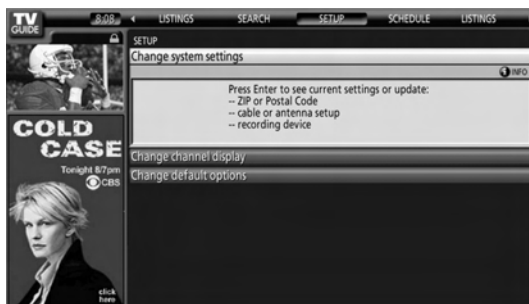 TV
GUIDE
8:08
LISTINGS SEARCH SETUP SCHEDULE LISTINGS
SETUP
Change system settings
i INFO
Press Enter to see current settings or update:
-- ZIP or Postal Code
-- cable or antenna setup
-- recording device
Change channel display
Change default options
COLD
CASE
Tonight 8/7pm
CBS
click
here